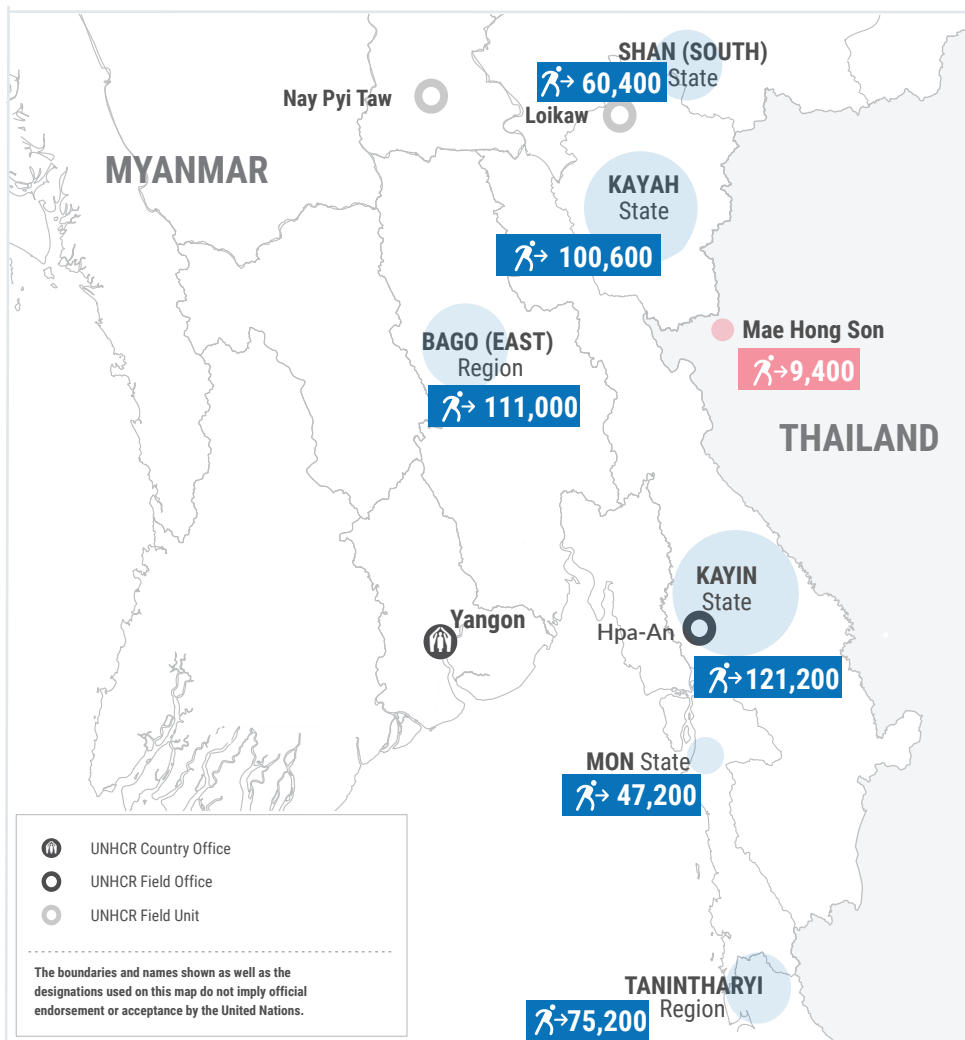 SHAN (SOUTH)
State
60,400
Nay Pyi Taw
Loikaw
MYANMAR
KAYAH
State
100,600
Mae Hong Son
9,400
BAGO (EAST)
Region
111,000
THAILAND
KAYIN
State
Hpa-An
Yangon
121,200
MON State
47,200
UNHCR Country Office
UNHCR Field Office
UNHCR Field Unit
The boundaries and names shown as well as the
designations used on this map do not imply official
endorsement or acceptance by the United Nations.
TANINTHARYI
Region
75,200